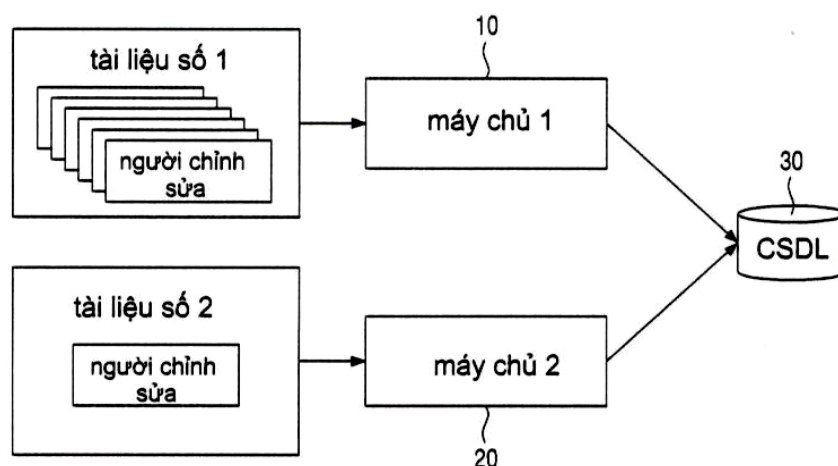 tài liệu số 1
người chỉnh
sửa
10
máy chủ 1
30
CSDL
tài liệu số 2
người chỉnh
sửa
máy chủ 2
20